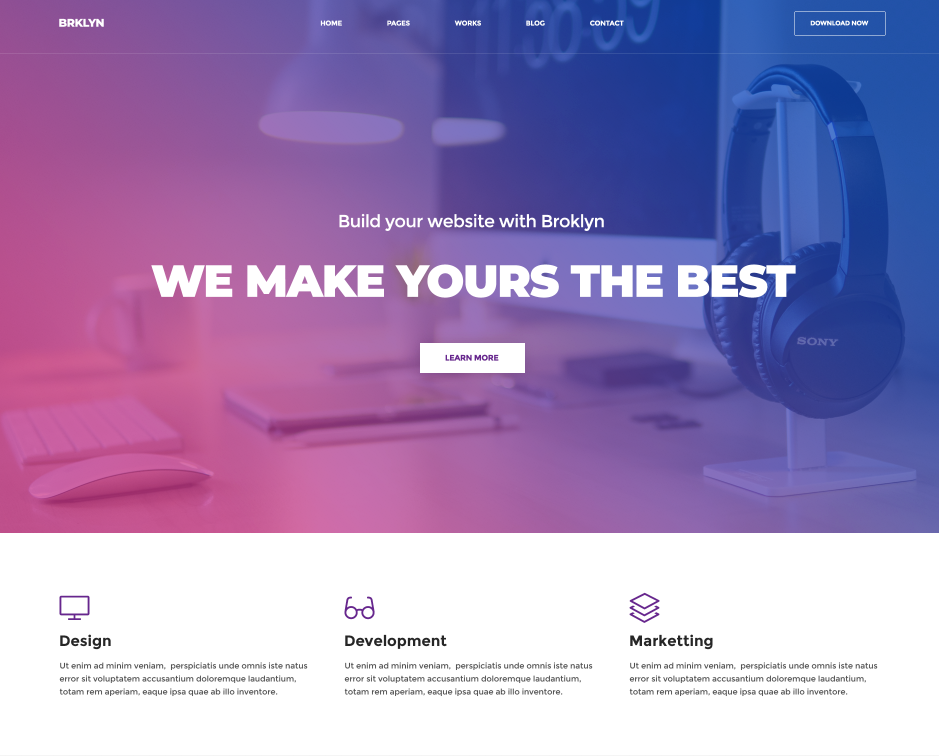 BRKLYN HOME PAGES WORKS BLOG CONTACT DOWNLOAD NOW
Build your website with Broklyn
WE MAKE YOURS THE BEST
SONY
LEARN MORE
Design
Ut enim ad minim veniam, perspiciatis unde omnis iste natus
error sit voluptatem accusantium doloremque laudantium,
totam rem aperiam, eaque ipsa quae ab illo inventore.
Development
Ut enim ad minim veniam, perspiciatis unde omnis iste natus
error sit voluptatem accusantium doloremque laudantium,
totam rem aperiam, eaque ipsa quae ab illo inventore.
Marketting
Ut enim ad minim veniam, perspiciatis unde omnis iste natus
error sit voluptatem accusantium doloremque laudantium,
totam rem aperiam, eaque ipsa quae ab illo inventore.